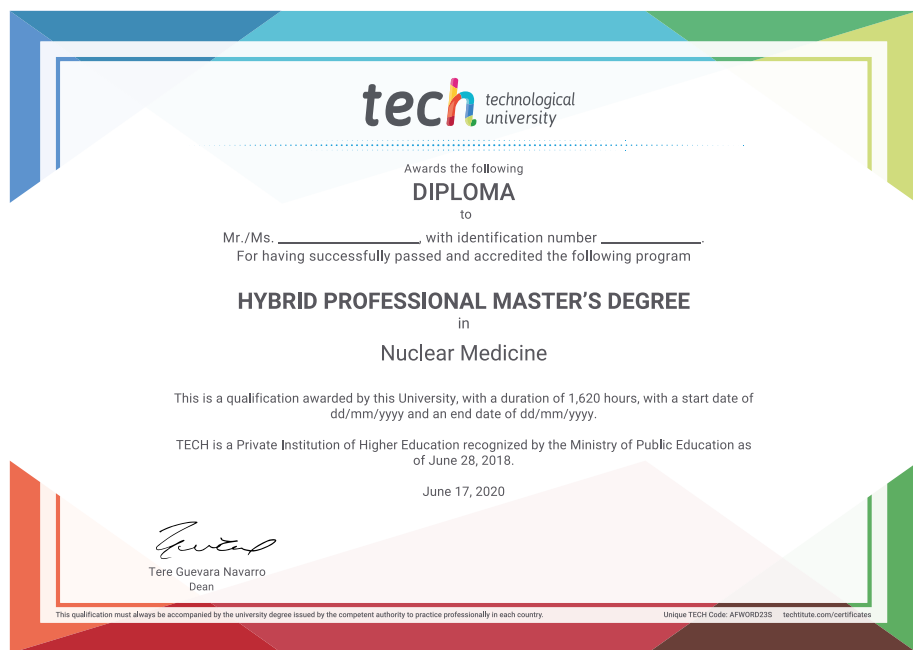 tech technological
university
Awards the following
DIPLOMA
to
Mr./Ms. ____________________, with identification number ______________.
For having successfully passed and accredited the following program
HYBRID PROFESSIONAL MASTER'S DEGREE
in
Nuclear Medicine
This is a qualification awarded by this University, with a duration of 1,620 hours, with a start date of
dd/mm/yyyy and an end date of dd/mm/yyyy.
TECH is a Private Institution of Higher Education recognized by the Ministry of Public Education as
of June 28, 2018.
June 17, 2020
Tere Guevara Navarro
Dean
This qualification must always be accompanied by the university degree issued by the competent authority to practice professionally in each country. Unique TECH Code: AFWORD23S techtitute.com/certificates